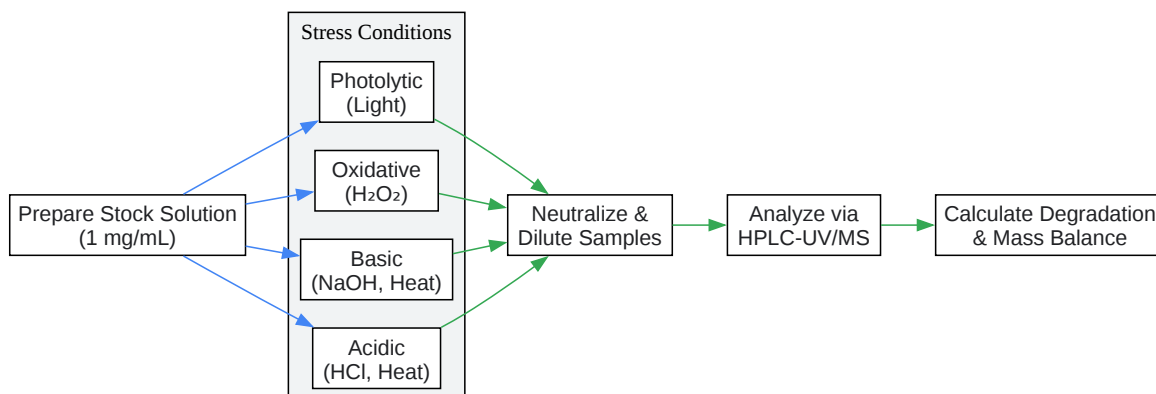 Stress Conditions
Photolytic
(Light)
Oxidative
(H₂O₂)
Prepare Stock Solution
(1 mg/mL)
Basic
(NaOH, Heat)
Acidic
(HCl, Heat)
Neutralize &
Dilute Samples
Analyze via
HPLC-UV/MS
Calculate Degradation
& Mass Balance